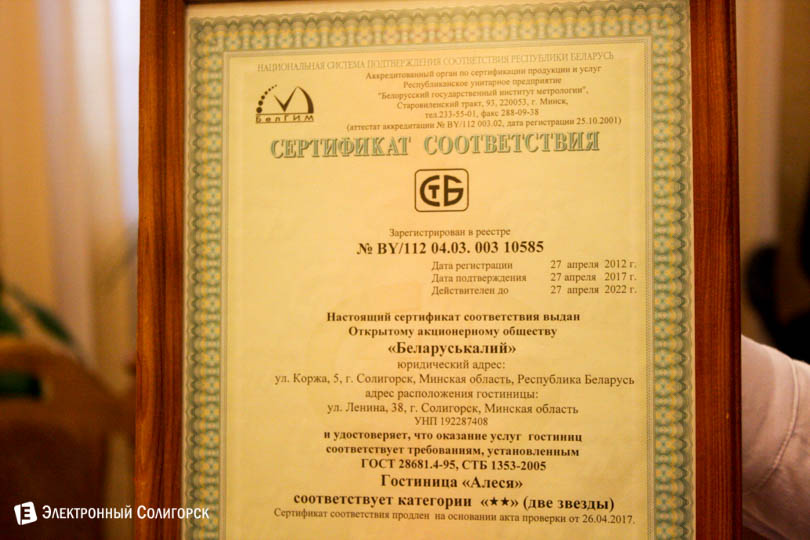 НАЦИОНАЛЬНАЯ СИСТЕМА ПОДТВЕРЖДЕНИЯ СООТВЕТСТВИЯ РЕСПУБЛИКИ БЕЛАРУСЬ
Аккредитованный орган по сертификации продукции и услуг
Республиканское унитарное предприятие
"Белорусский государственный институт метрологии",
Старовиленский тракт, 93, 220053, г. Минск,
тел.233-55-01, факс 288-09-38
(аттестат аккредитации № BY/112 003.02, дата регистрации 25.10.2001)
БелГИМ
СЕРТИФИКАТ СООТВЕТСТВИЯ
СТБ
Зарегистрирован в реестре
№ BY/112 04.03. 003 10585
Дата регистрации 27 апреля 2012 г.
Дата подтверждения 27 апреля 2017 г.
Действителен до 27 апреля 2022 г.
Настоящий сертификат соответствия выдан
Открытому акционерному обществу
«Беларуськалий»
юридический адрес:
ул. Коржа, 5, г. Солигорск, Минская область, Республика Беларусь
адрес расположения гостиницы:
ул. Ленина, 38, г. Солигорск, Минская область
УНП 192287408
и удостоверяет, что оказание услуг гостиниц
соответствует требованиям, установленным
ГОСТ 28681.4-95, СТБ 1353-2005
Гостиница «Алеся»
соответствует категории «★★» (две звезды)
Сертификат соответствия продлен на основании акта проверки от 26.04.2017.
Е Электронный Солигорск